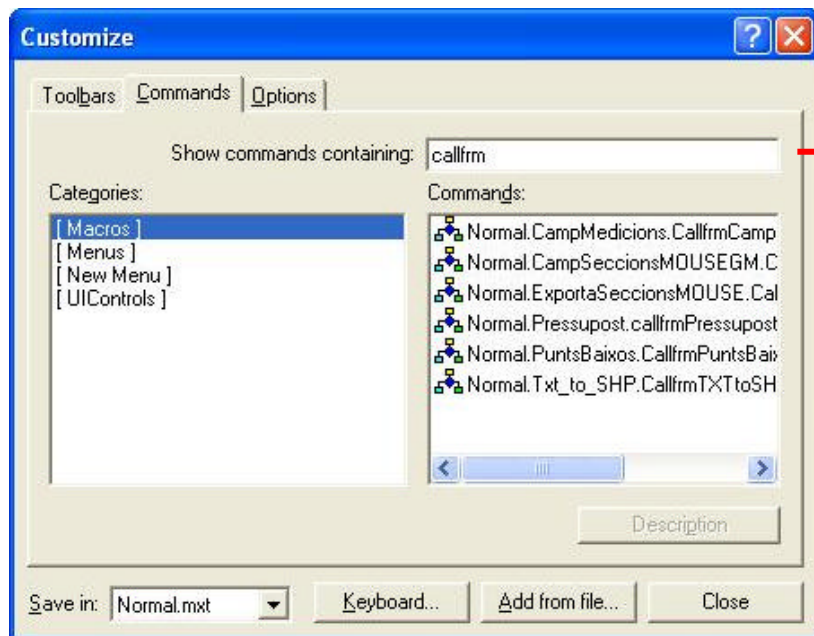 Customize
Toolbars Commands Options
Show commands containing: callfrm
Categories:
[ Macros ]
[ Menus ]
[ New Menu ]
[ UIControls ]
Commands:
Normal.CampMedicions.CallfrmCamp
Normal.CampSeccionsMOUSEGM.C
Normal.ExportaSeccionsMOUSE.Cal
Normal.Pressupost.callfrmPressupost
Normal.PuntsBaixos.CallfrmPuntsBaix
Normal.Txt_to_SHP.CallfrmTXTtoSH
Description
Save in: Normal.mxt Keyboard... Add from file... Close